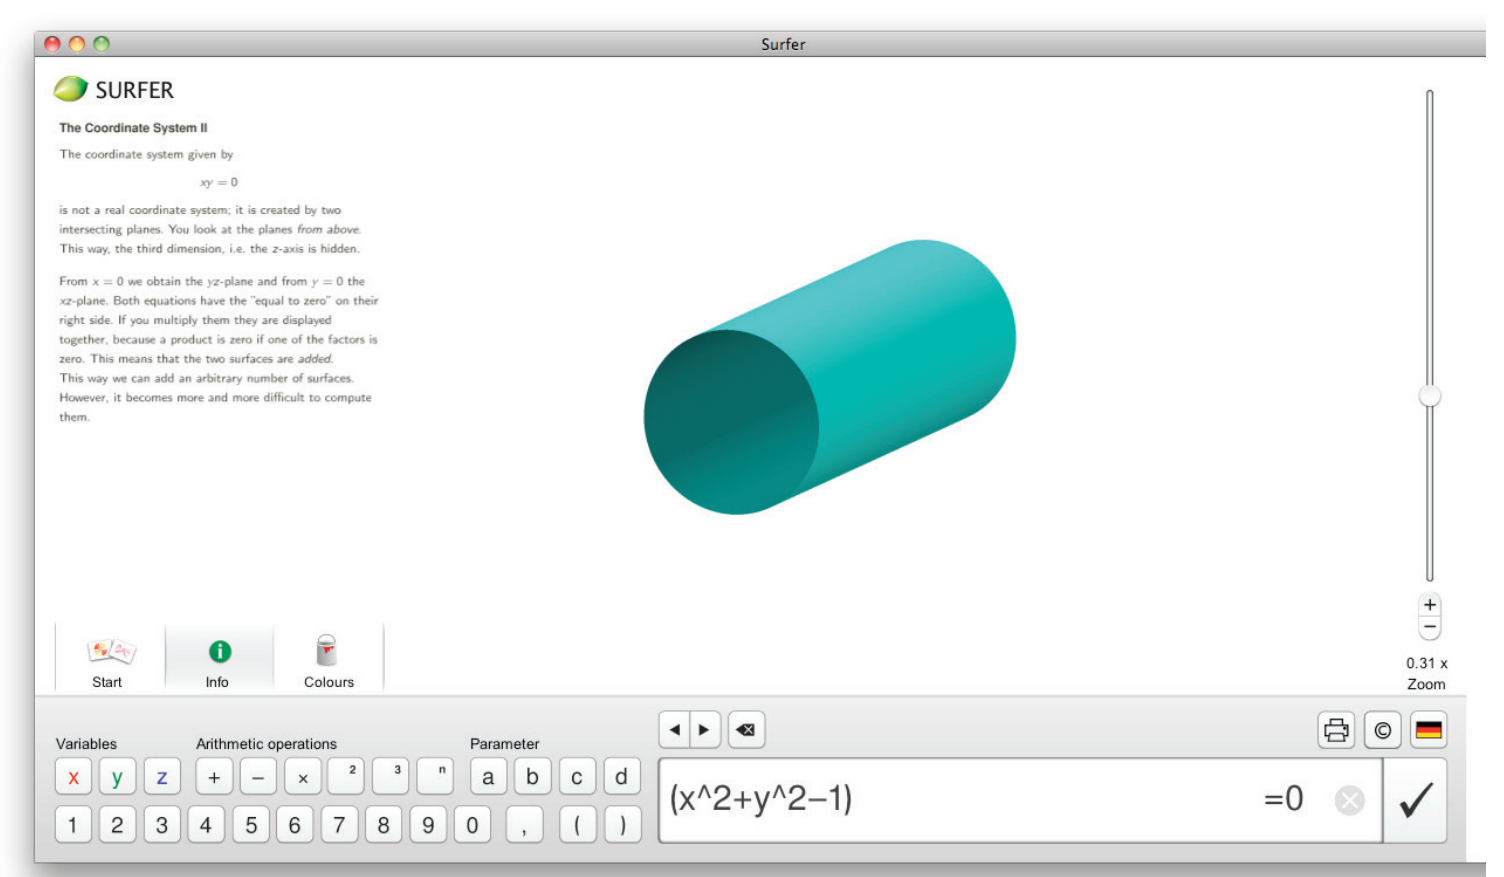 Surfer
SURFER
The Coordinate System II
The coordinate system given by
xy = 0
is not a real coordinate system; it is created by two
intersecting planes. You look at the planes from above.
This way, the third dimension, i.e. the z-axis is hidden.
From x = 0 we obtain the yz-plane and from y = 0 the
xz-plane. Both equations have the "equal to zero" on their
right side. If you multiply them they are displayed
together, because a product is zero if one of the factors is
zero. This means that the two surfaces are added.
This way we can add an arbitrary number of surfaces.
However, it becomes more and more difficult to compute
them.
+
−
0.31 x
Zoom
Start Info Colours
Variables Arithmetic operations Parameter
©
x y z + − × 2 3 n a b c d
1 2 3 4 5 6 7 8 9 0 , ( )
(x^2+y^2−1) =0